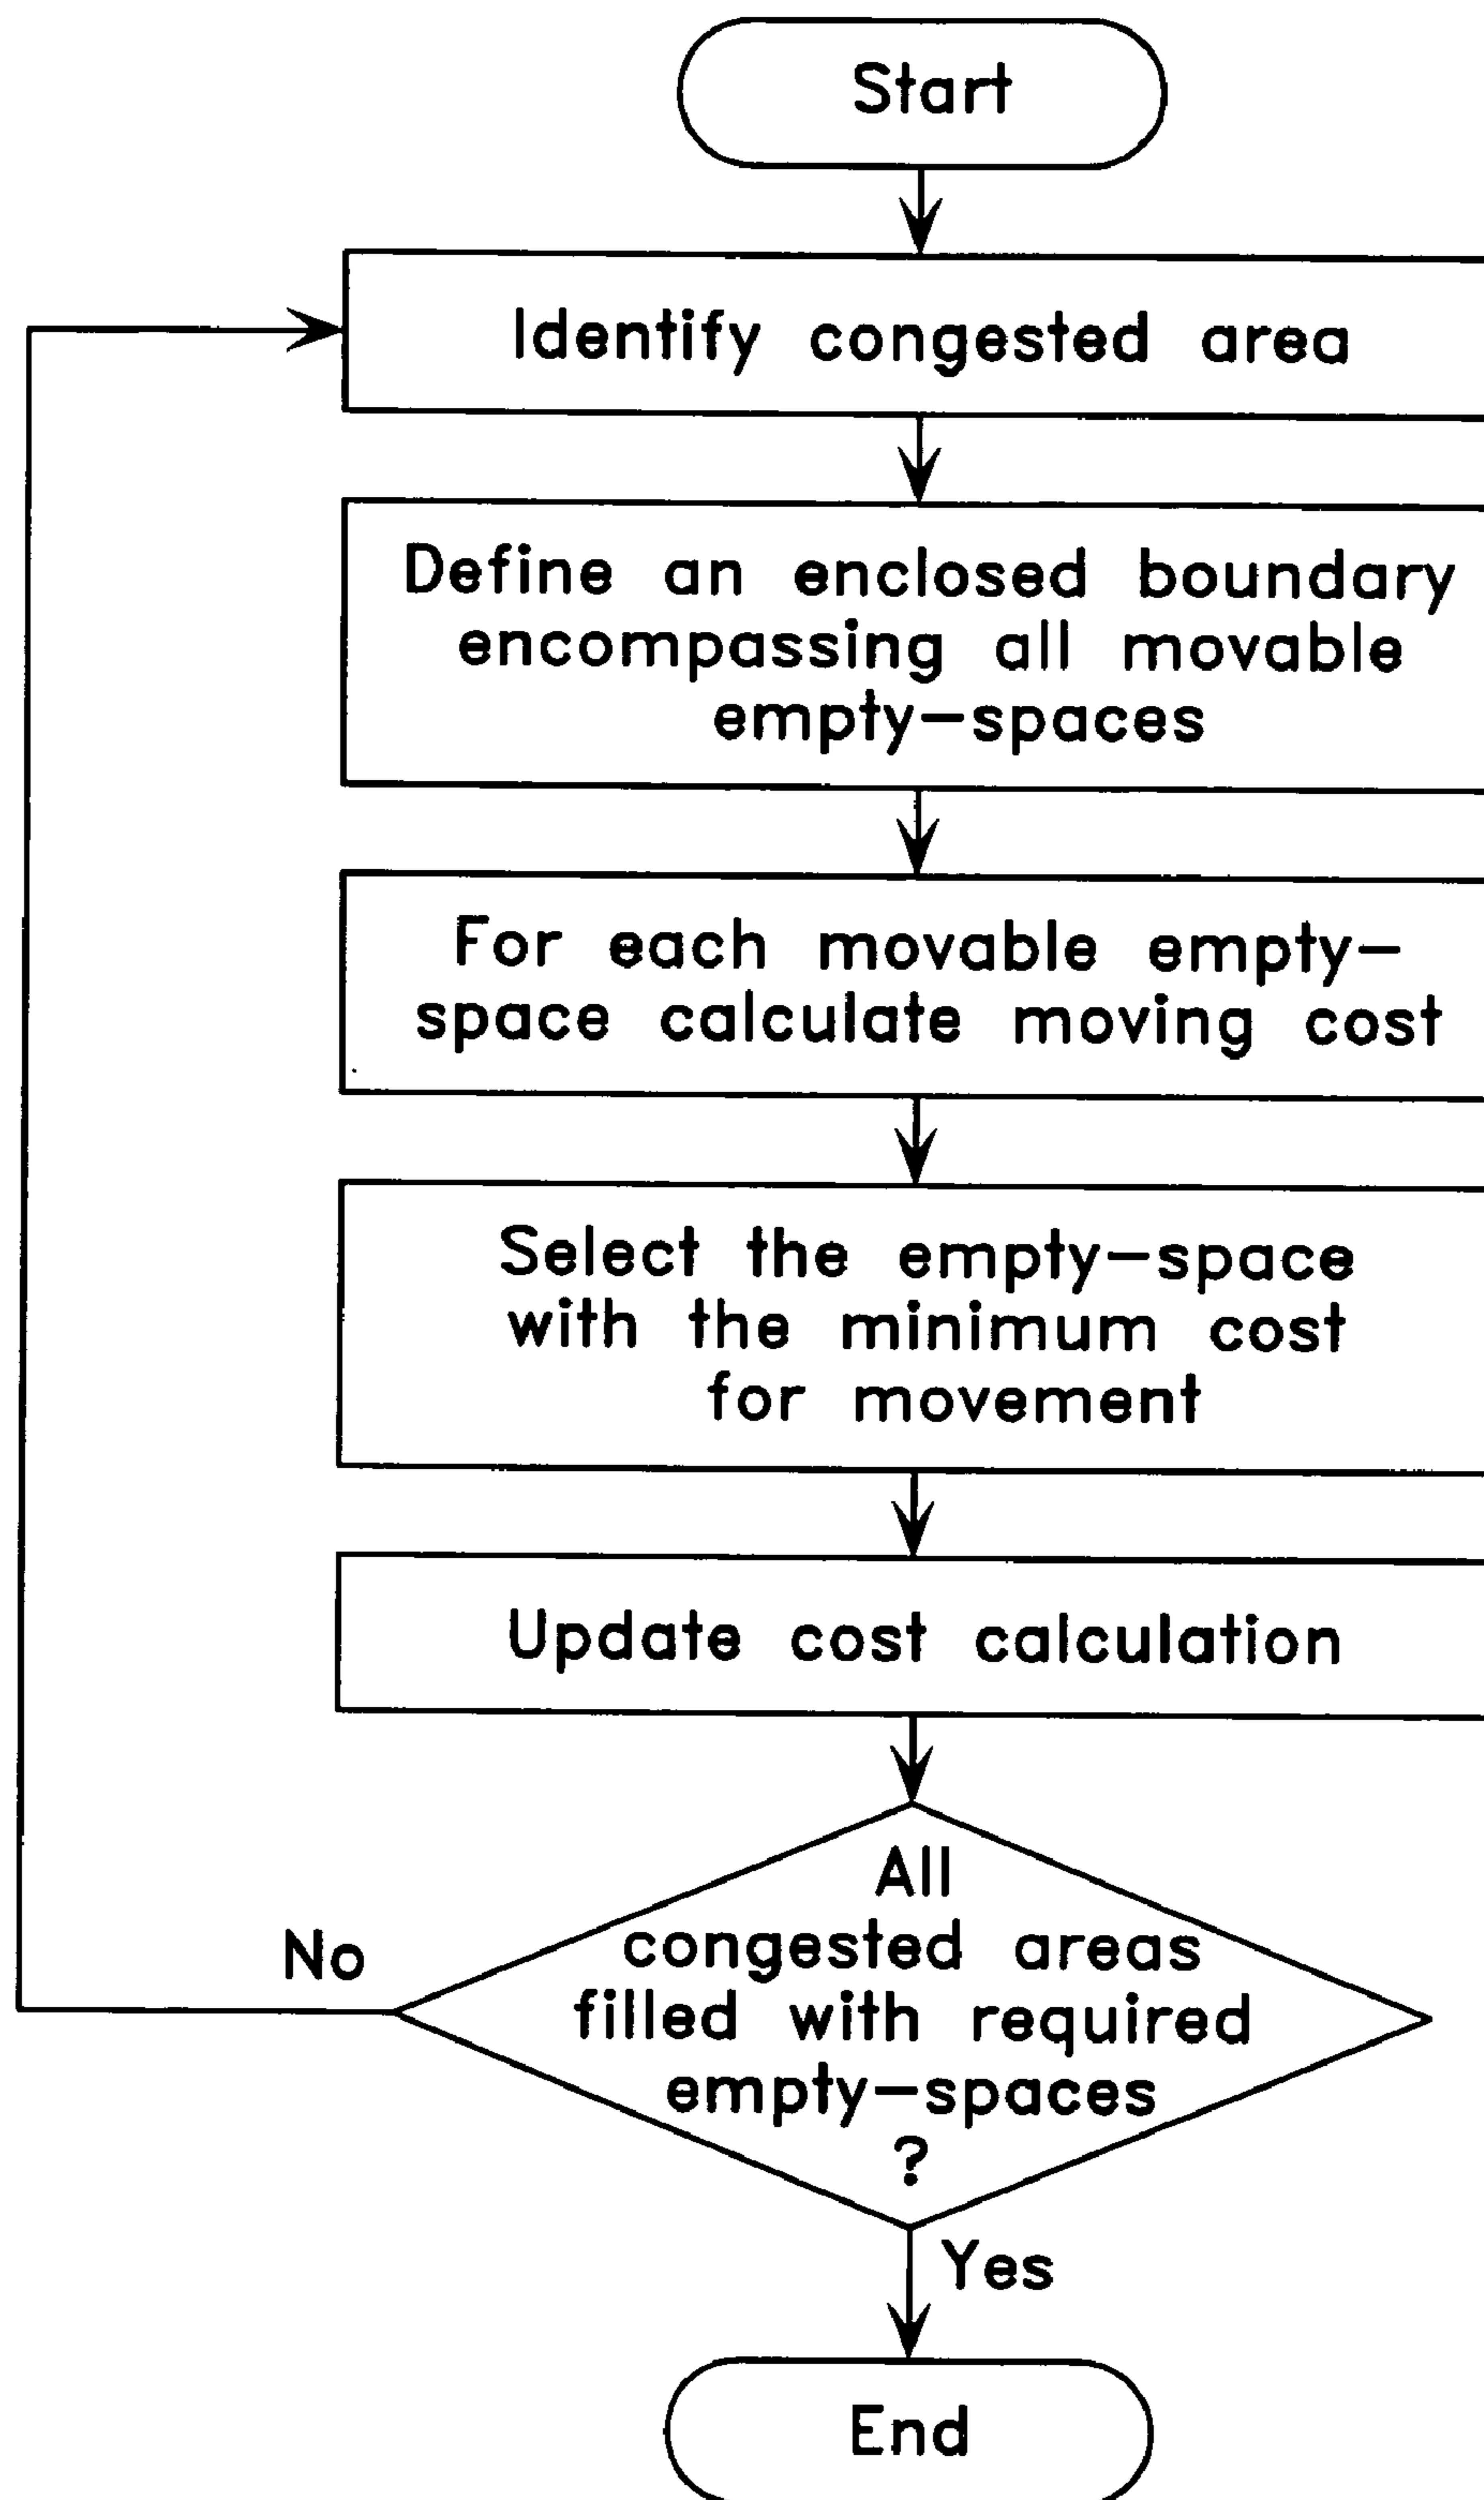 Start
Identify congested area
Define an enclosed boundary
encompassing all movable
empty-spaces
For each movable empty-
space calculate moving cost
Select the empty-space
with the minimum cost
for movement
Update cost calculation
All
congested areas
filled with required
empty-spaces
?
No
Yes
End